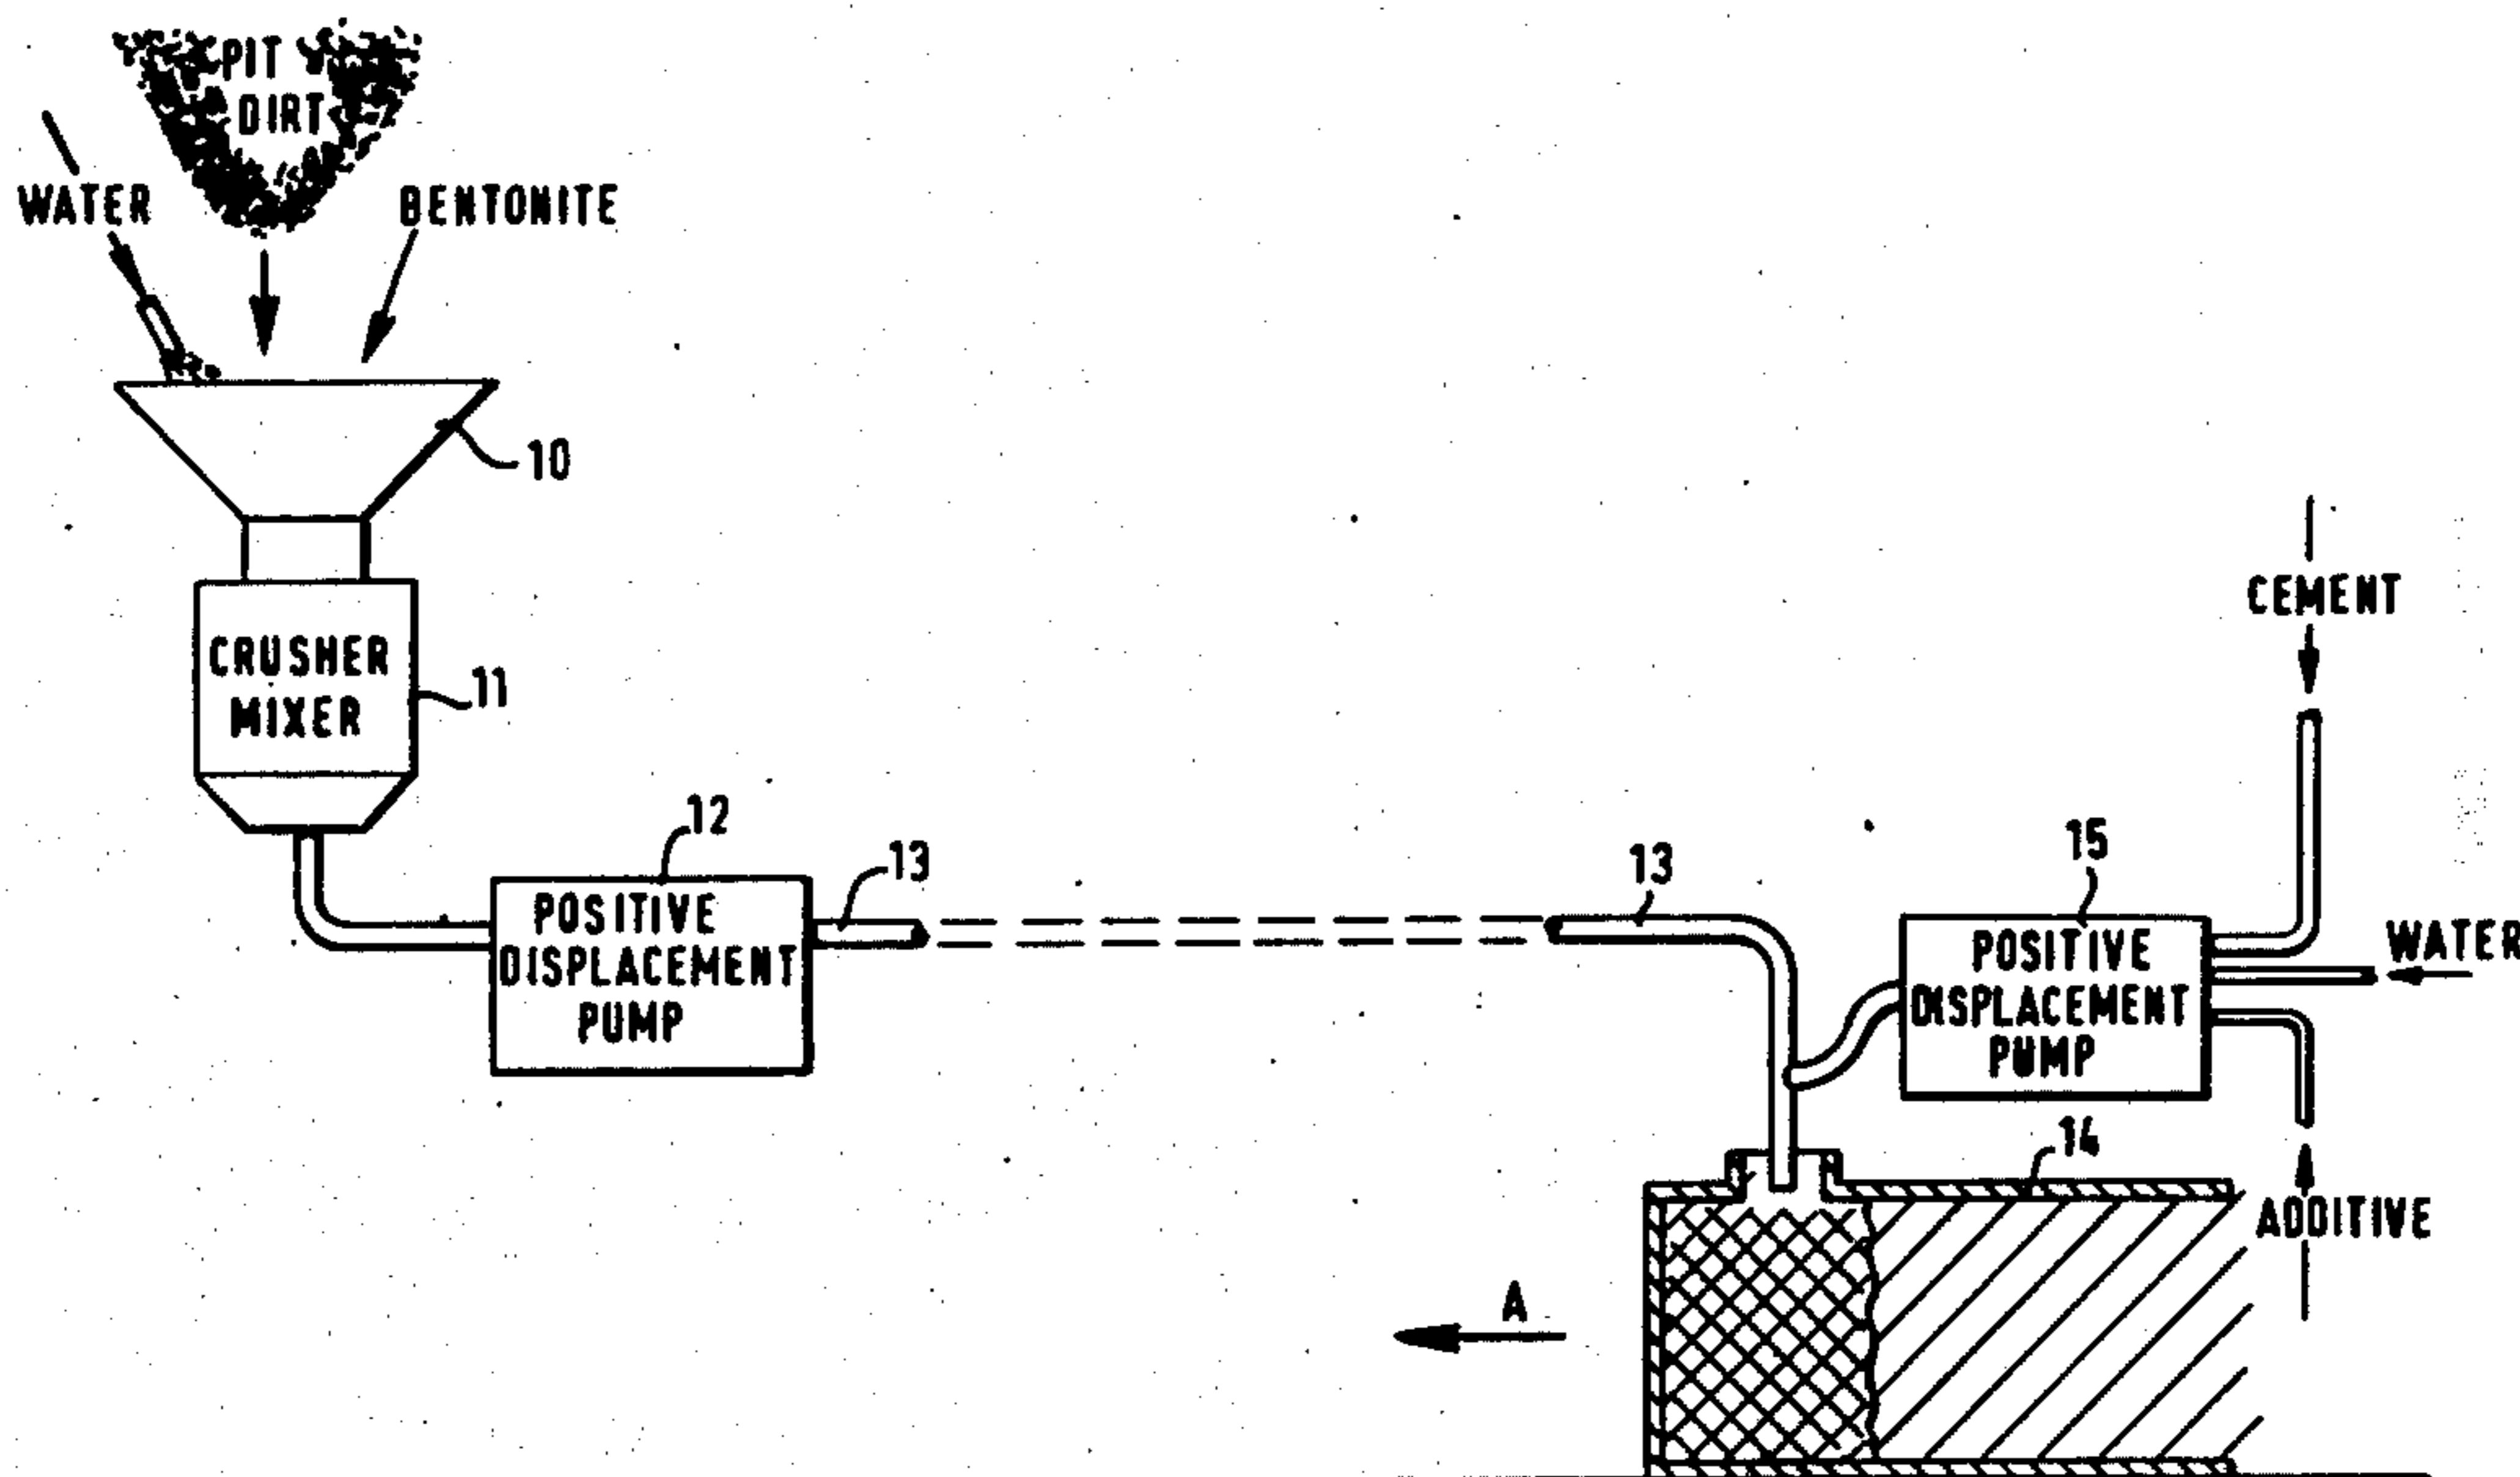 PIT
DIRT
WATER
BENTONITE
10
CRUSHER
MIXER
11
12
POSITIVE
DISPLACEMENT
PUMP
13
13
15
POSITIVE
DISPLACEMENT
PUMP
CEMENT
WATER
14
ADDITIVE
A